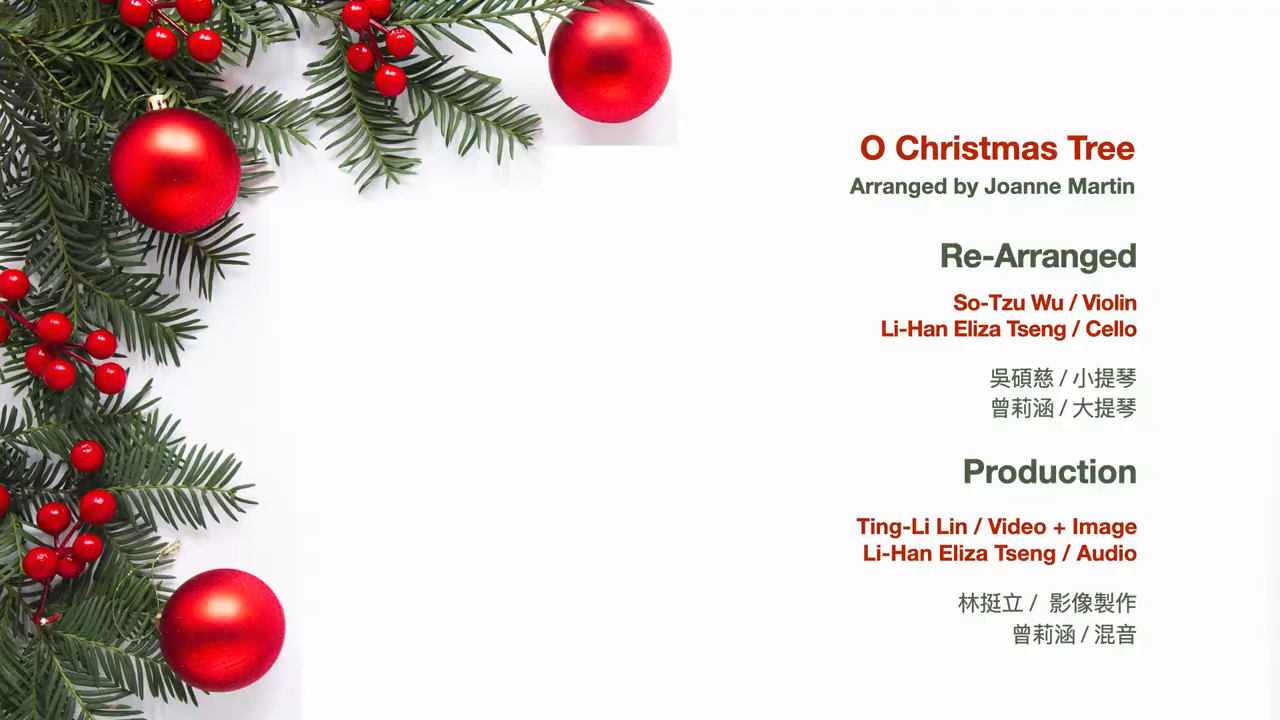 O Christmas Tree
Arranged by Joanne Martin
Re-Arranged
So-Tzu Wu / Violin
Li-Han Eliza Tseng / Cello
吳碩慈 / 小提琴
曾莉涵 / 大提琴
Production
Ting-Li Lin / Video + Image
Li-Han Eliza Tseng / Audio
林挺立 / 影像製作
曾莉涵 / 混音